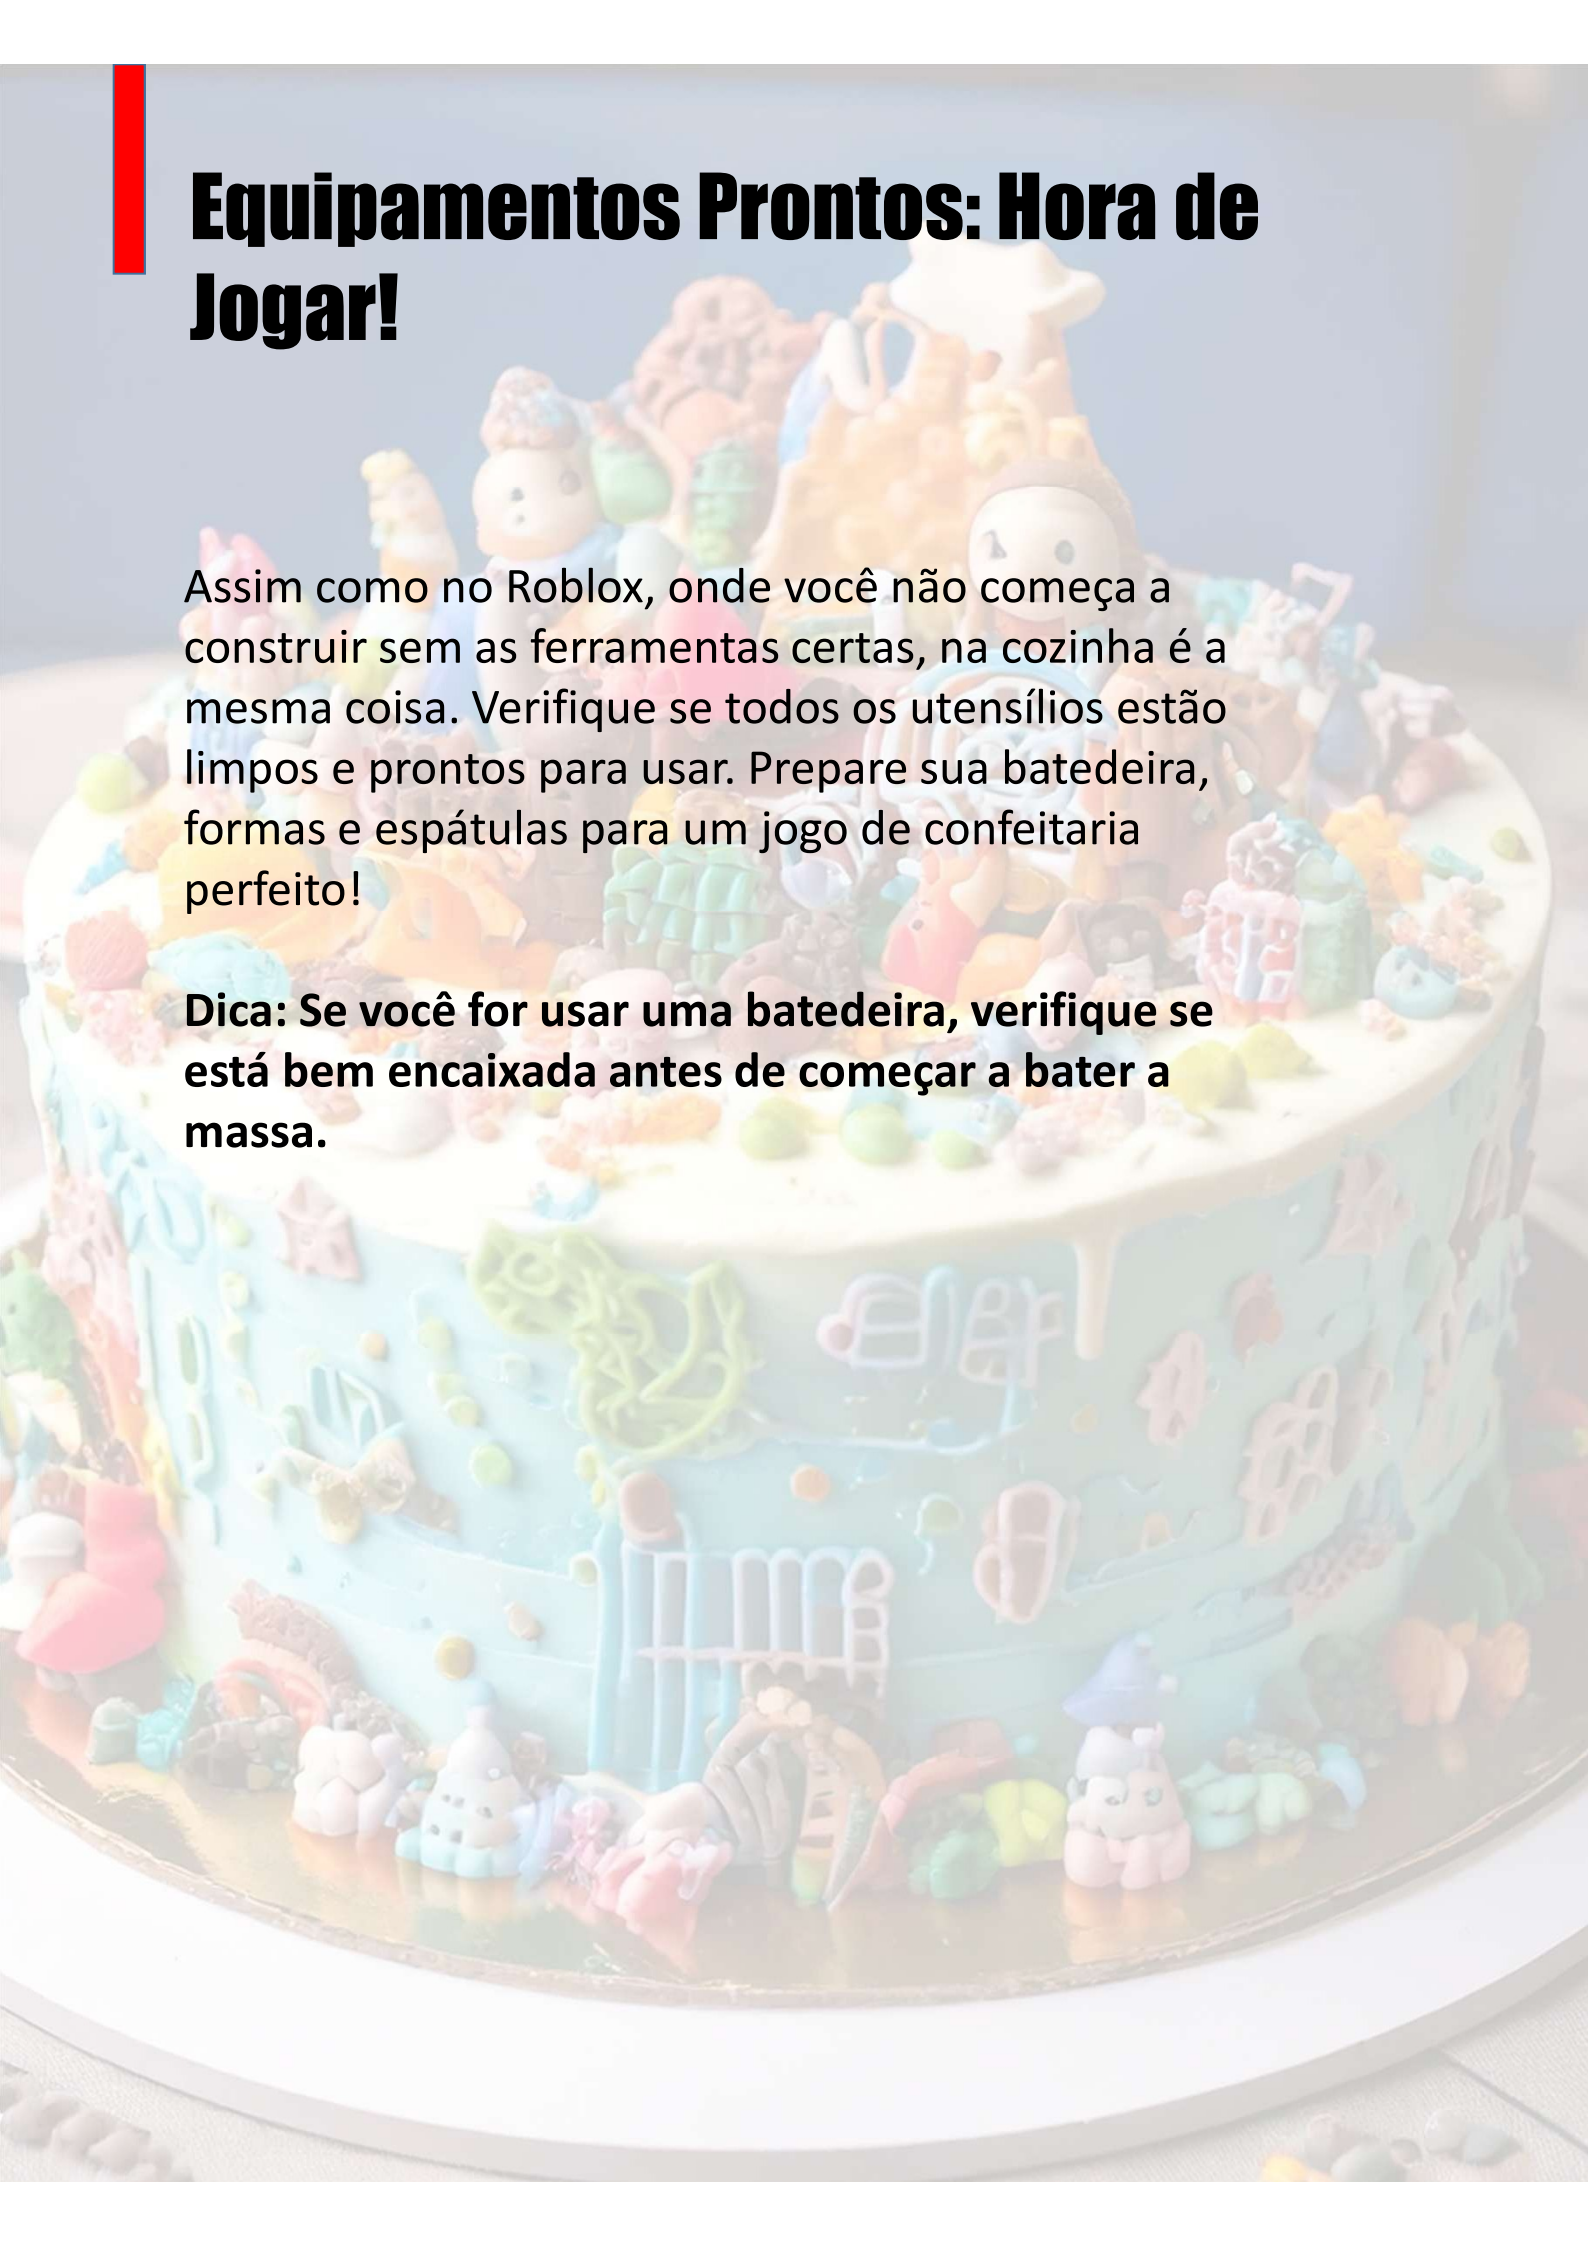 Equipamentos Prontos: Hora de
Jogar!
Assim como no Roblox, onde você não começa a
construir sem as ferramentas certas, na cozinha é a
mesma coisa. Verifique se todos os utensílios estão
limpos e prontos para usar. Prepare sua batedeira,
formas e espátulas para um jogo de confeitaria
perfeito!
Dica: Se você for usar uma batedeira, verifique se
está bem encaixada antes de começar a bater a
massa.